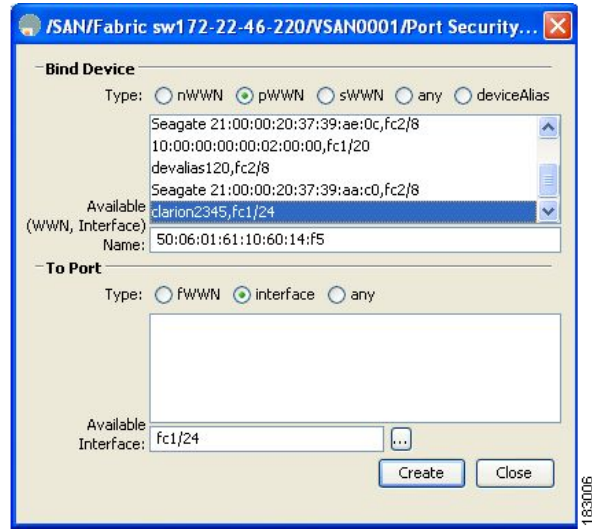 /SAN/Fabric sw172-22-46-220/VSAN0001/Port Security...
Bind Device
Type: nWWN pWWN sWWN any deviceAlias
Seagate 21:00:00:20:37:39:ae:0c,fc2/8
10:00:00:00:00:02:00:00,fc1/20
devalias120,fc2/8
Seagate 21:00:00:20:37:39:aa:c0,fc2/8
Available
clarion2345,fc1/24
(WWN, Interface)
Name: 50:06:01:61:10:60:14:f5
To Port
Type: fWWN interface any
Available
Interface: fc1/24 ...
Create Close
183006